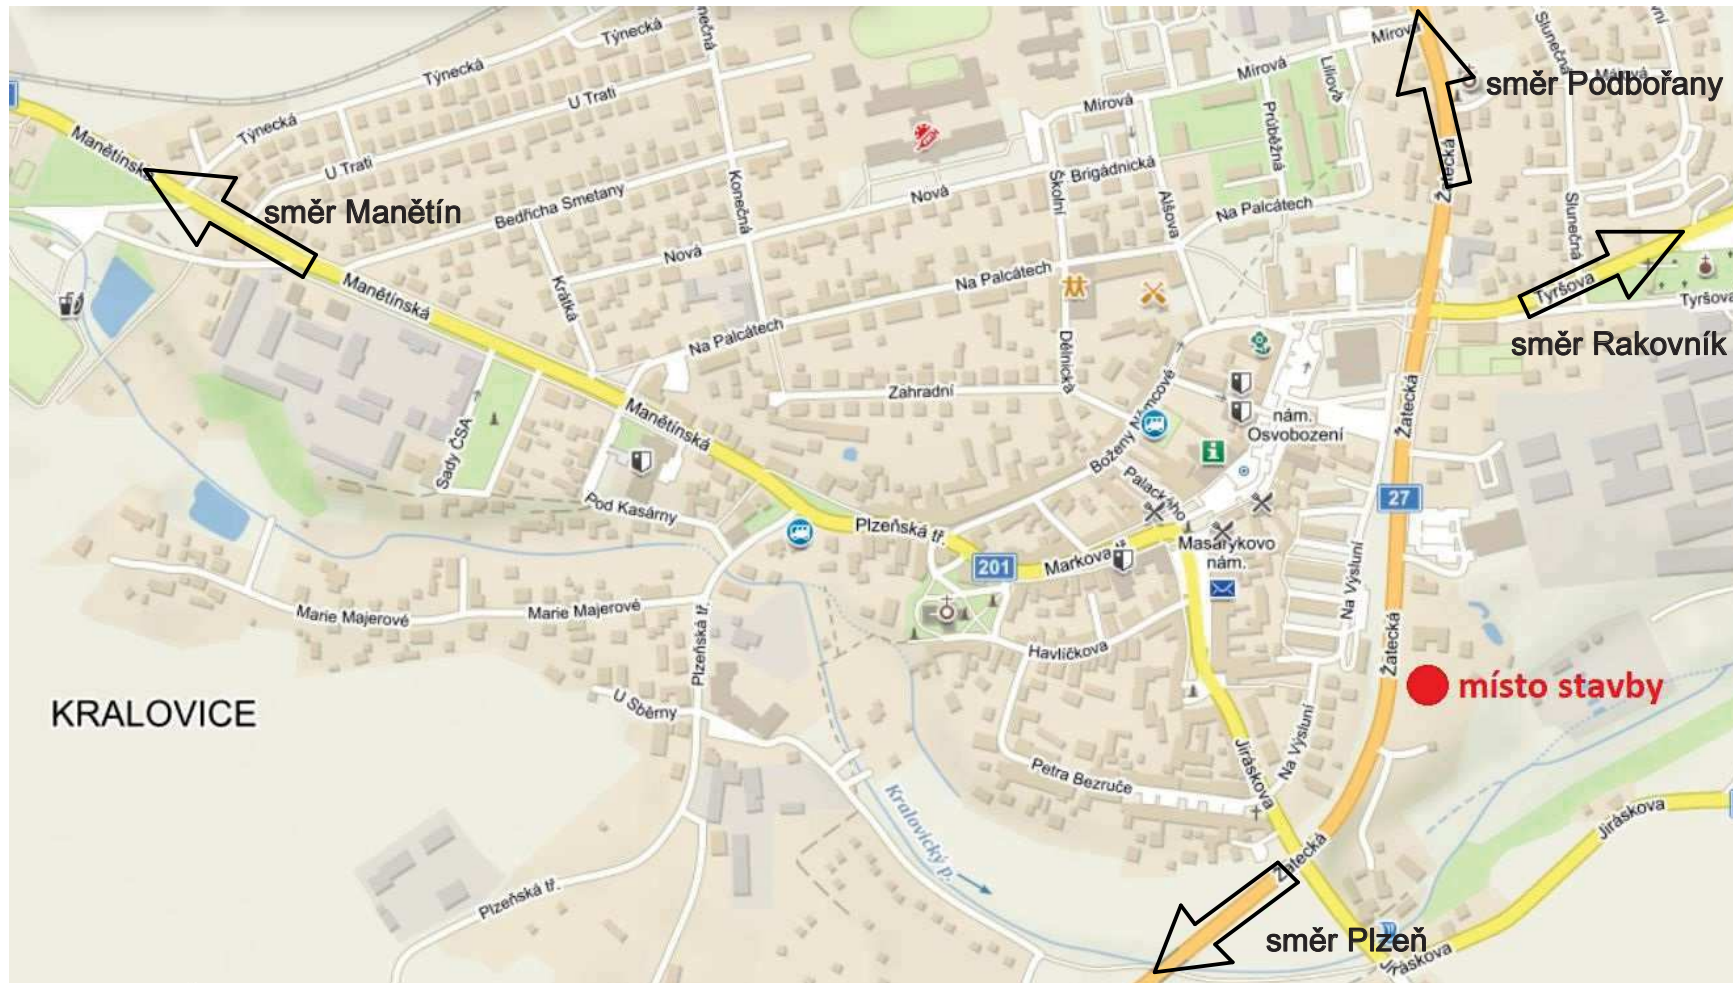 Týnecká
onečná
Mírová
Slunečná
směr Podbořany
Týnecká
U Trati
Mírová
Liliová
Mírová
Týnecká
Průběžná
Manětínská
U Trati
Brigádnická
Školní
Alšova
Žatecká
Na Palcátech
Slunečná
směr Manětín
Bedřicha Smetany
Konečná
Nová
Nová
Krátká
Na Palcátech
Manětínská
Tyršova
Tyršova
směr Rakovník
Na Palcátech
Dělnická
Zahradní
Manětínská
Boženy Němcové
nám.
Osvobození
Žatecká
Sady ČSA
Palackého
27
Pod Kasárny
Plzeňská tř.
Masarykovo
nám.
Markova tř.
201
Na Výsluní
Marie Majerové
Marie Majerové
Plzeňská tř.
Havlíčkova
Žatecká
místo stavby
KRALOVICE
U Sběrny
Na Výsluní
Jiráskova
Petra Bezruče
Kralovický p.
Jiráskova
Žatecká
Plzeňská tř.
směr Plzeň
Jiráskova